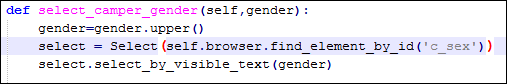 def select_camper_gender(self,gender):
gender=gender.upper()
select = Select(self.browser.find_element_by_id('c_sex'))
select.select_by_visible_text(gender)